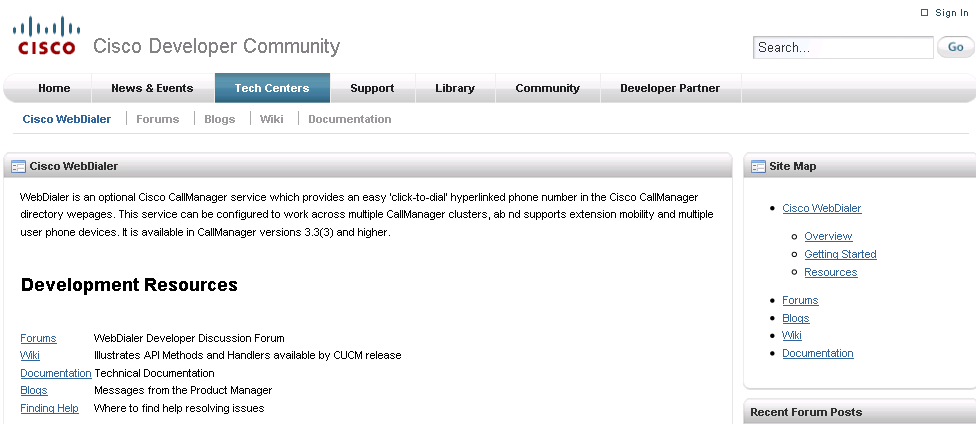 Sign In
CISCO
Cisco Developer Community
Search...
Go
Home News & Events Tech Centers Support Library Community Developer Partner
Cisco WebDialer Forums Blogs Wiki Documentation
Cisco WebDialer
WebDialer is an optional Cisco CallManager service which provides an easy 'click-to-dial' hyperlinked phone number in the Cisco CallManager
directory wepages. This service can be configured to work across multiple CallManager clusters, ab nd supports extension mobility and multiple
user phone devices. It is available in CallManager versions 3.3(3) and higher.
Development Resources
Forums WebDialer Developer Discussion Forum
Wiki Illustrates API Methods and Handlers available by CUCM release
Documentation Technical Documentation
Blogs Messages from the Product Manager
Finding Help Where to find help resolving issues
Site Map
Cisco WebDialer
Overview
Getting Started
Resources
Forums
Blogs
Wiki
Documentation
Recent Forum Posts